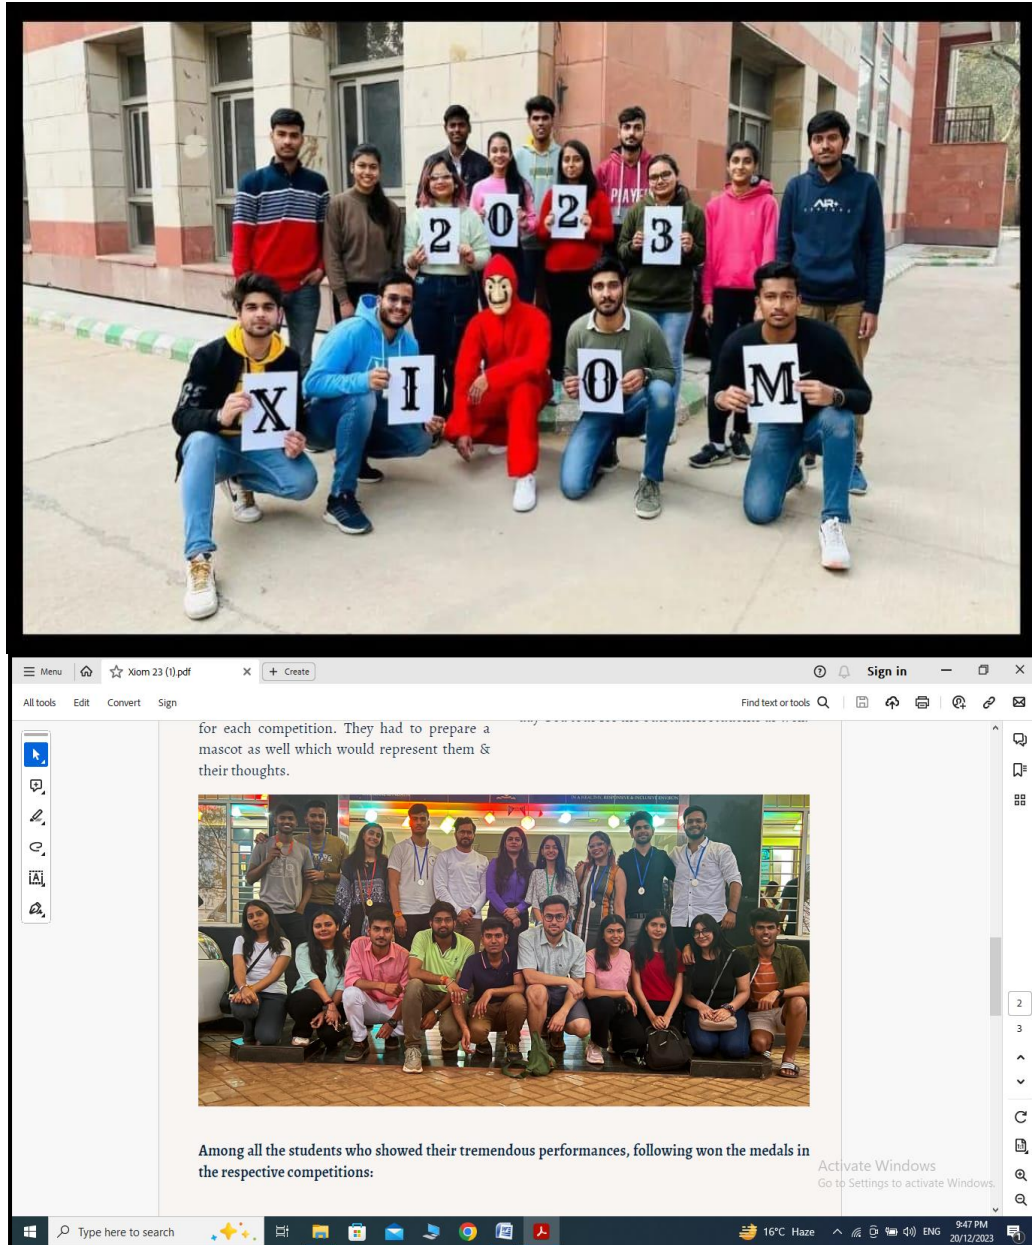 2 0 2 3
PLAYE
AIR+
X I O M
Menu
Xiom 23 (1).pdf
+ Create
Sign in
All tools Edit Convert Sign
Find text or tools
for each competition. They had to prepare a
mascot as well which would represent them &
their thoughts.
2
3
Among all the students who showed their tremendous performances, following won the medals in
the respective competitions:
Activate Windows
Go to Settings to activate Windows.
Type here to search
16°C Haze
ENG
9:47 PM
20/12/2023
1